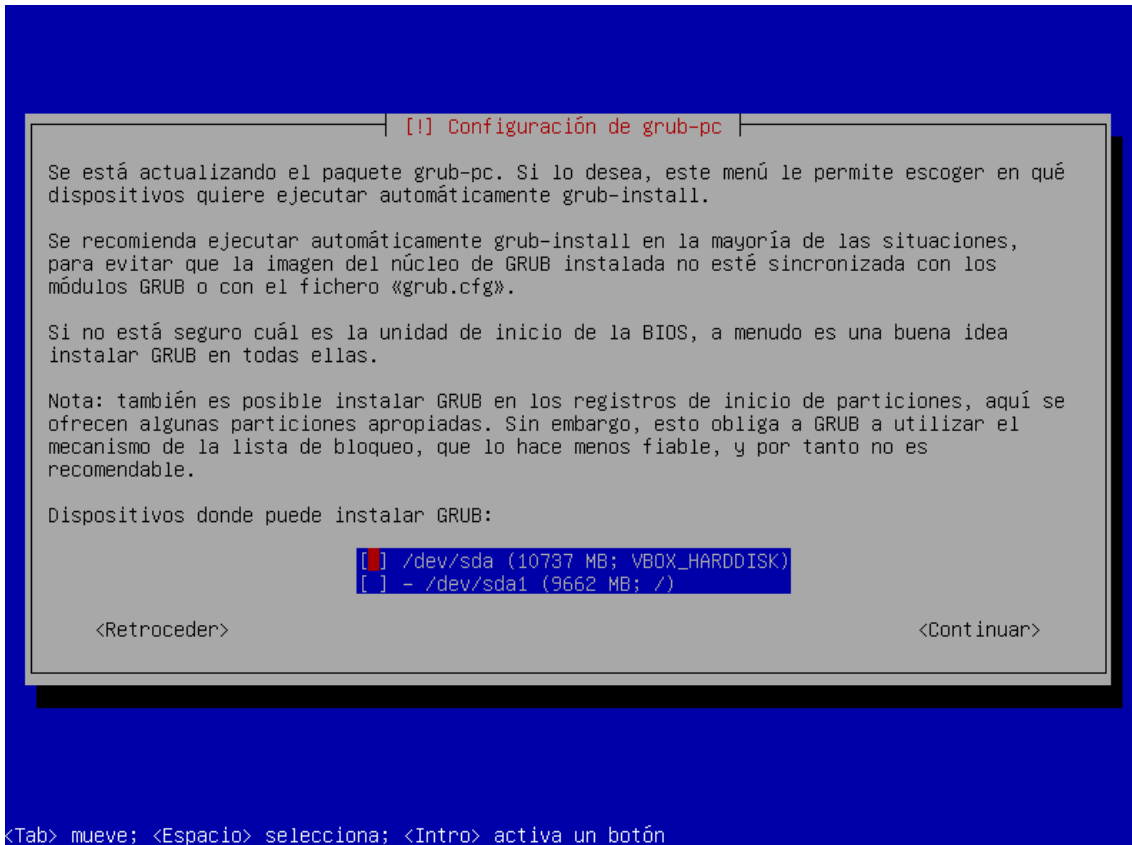 [!] Configuración de grub-pc
Se está actualizando el paquete grub-pc. Si lo desea, este menú le permite escoger en qué
dispositivos quiere ejecutar automáticamente grub-install.
Se recomienda ejecutar automáticamente grub-install en la mayoría de las situaciones,
para evitar que la imagen del núcleo de GRUB instalada no esté sincronizada con los
módulos GRUB o con el fichero «grub.cfg».
Si no está seguro cuál es la unidad de inicio de la BIOS, a menudo es una buena idea
instalar GRUB en todas ellas.
Nota: también es posible instalar GRUB en los registros de inicio de particiones, aquí se
ofrecen algunas particiones apropiadas. Sin embargo, esto obliga a GRUB a utilizar el
mecanismo de la lista de bloqueo, que lo hace menos fiable, y por tanto no es
recomendable.
Dispositivos donde puede instalar GRUB:
[ ] /dev/sda (10737 MB; VBOX_HARDDISK)
[ ] - /dev/sda1 (9662 MB; /)
<Retroceder> <Continuar>
<Tab> mueve; <Espacio> selecciona; <Intro> activa un botón